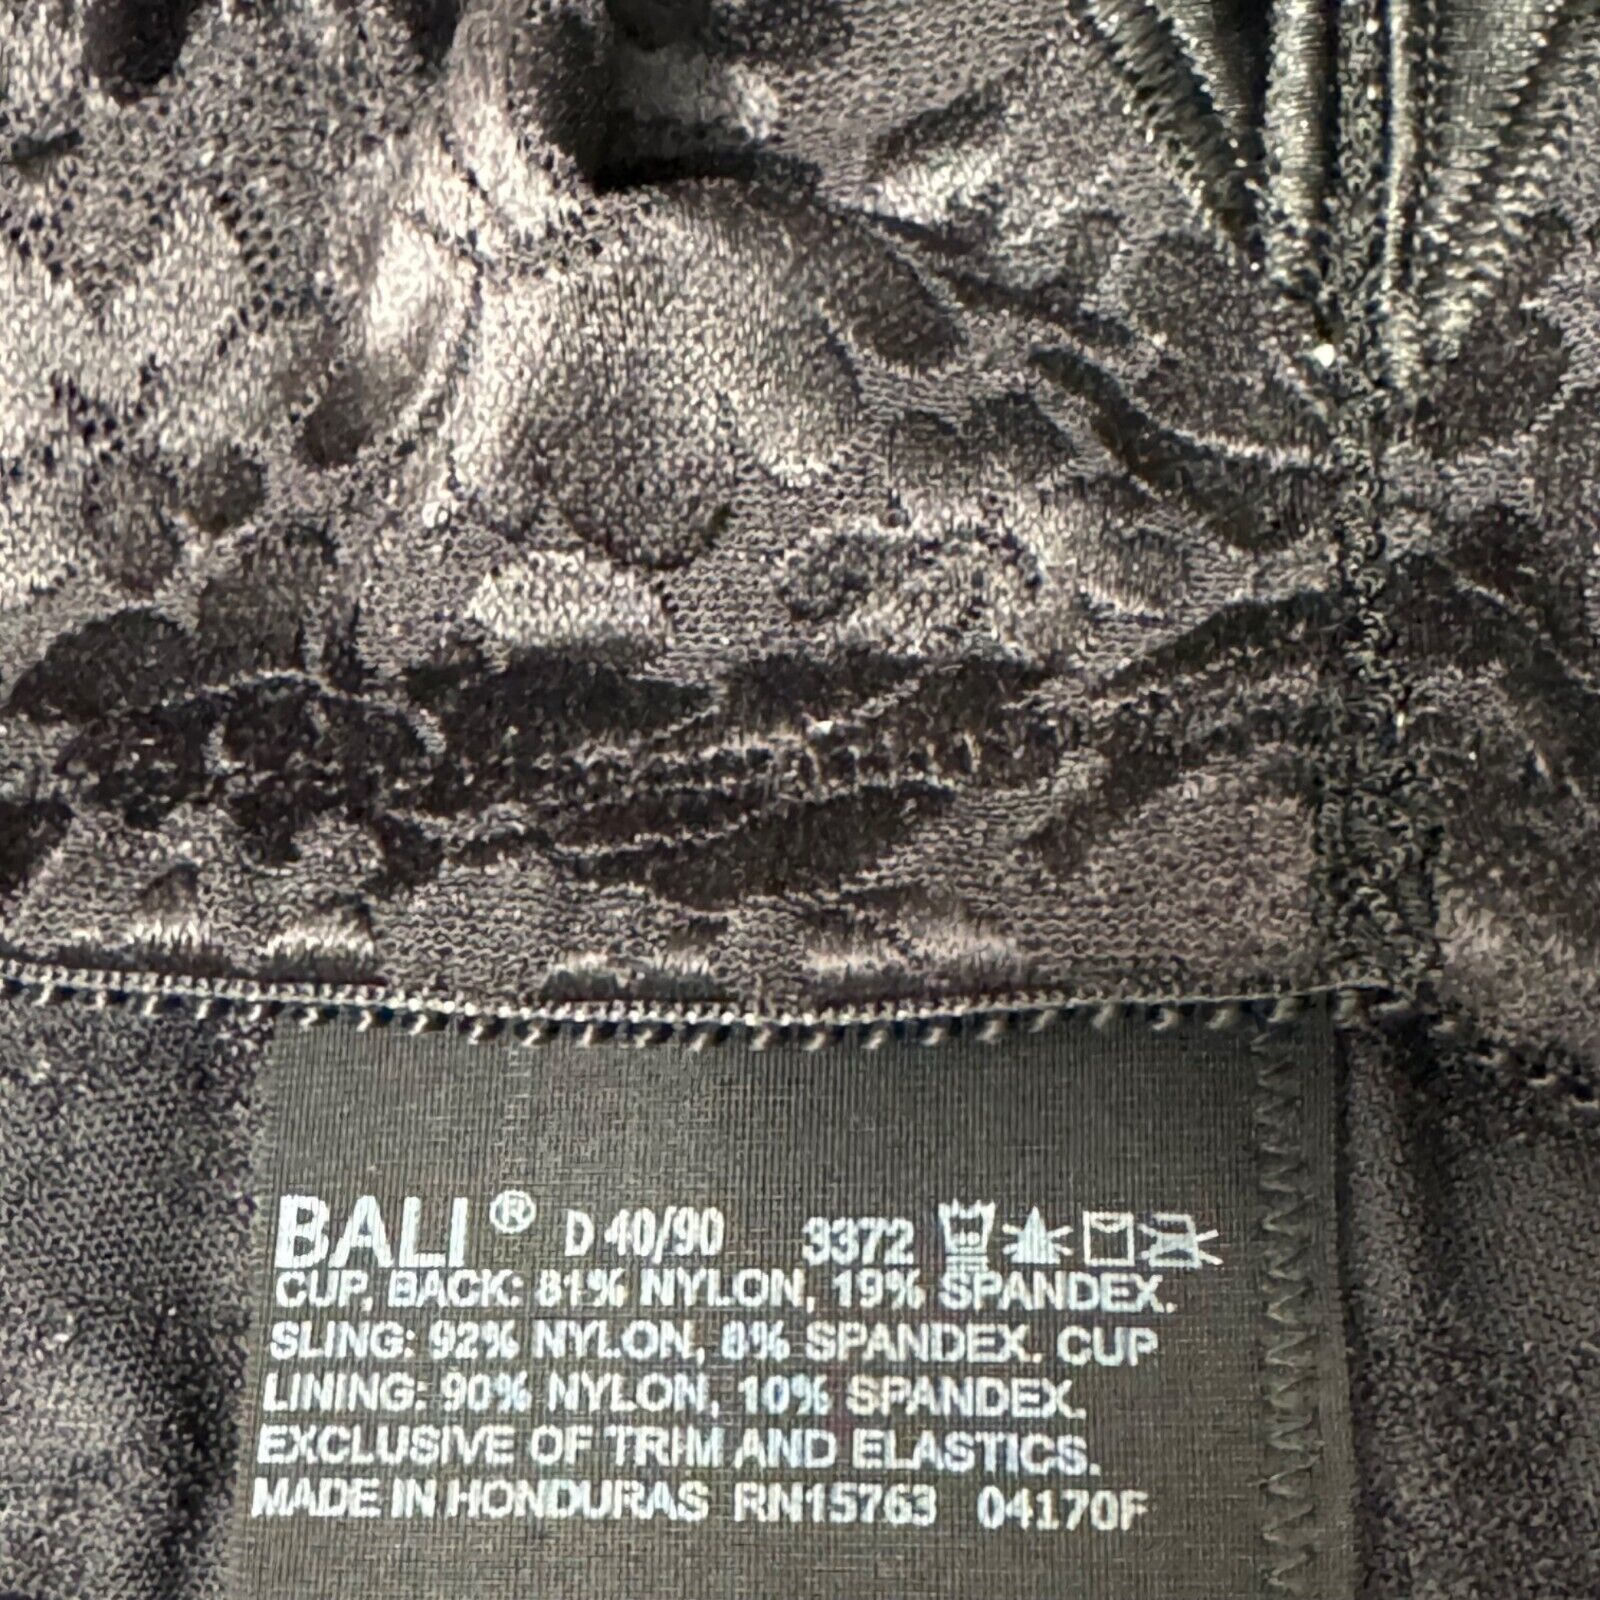 BALI® D 40/90 3372
CUP, BACK: 81% NYLON, 19% SPANDEX.
SLING: 92% NYLON, 8% SPANDEX. CUP
LINING: 90% NYLON, 10% SPANDEX.
EXCLUSIVE OF TRIM AND ELASTICS.
MADE IN HONDURAS RN15763 04170F